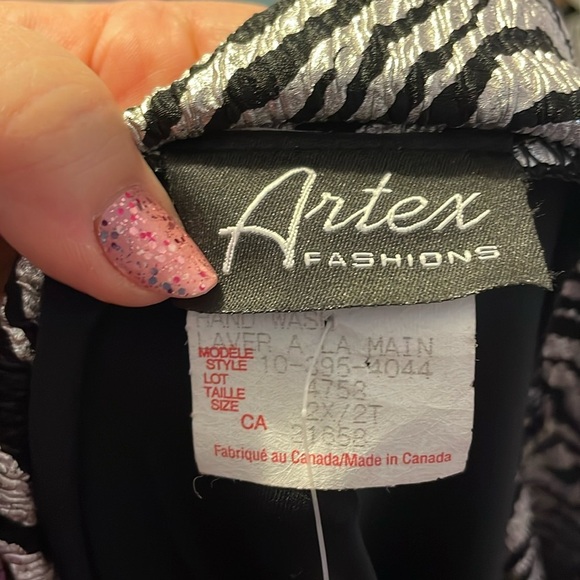 Artex
FASHIONS
HAND WASH
LAVER A LA MAIN
MODÈLE
STYLE 10-395-4044
LOT 4758
TAILLE
SIZE 2X/2T
CA 21652
Fabriqué au Canada/Made in Canada